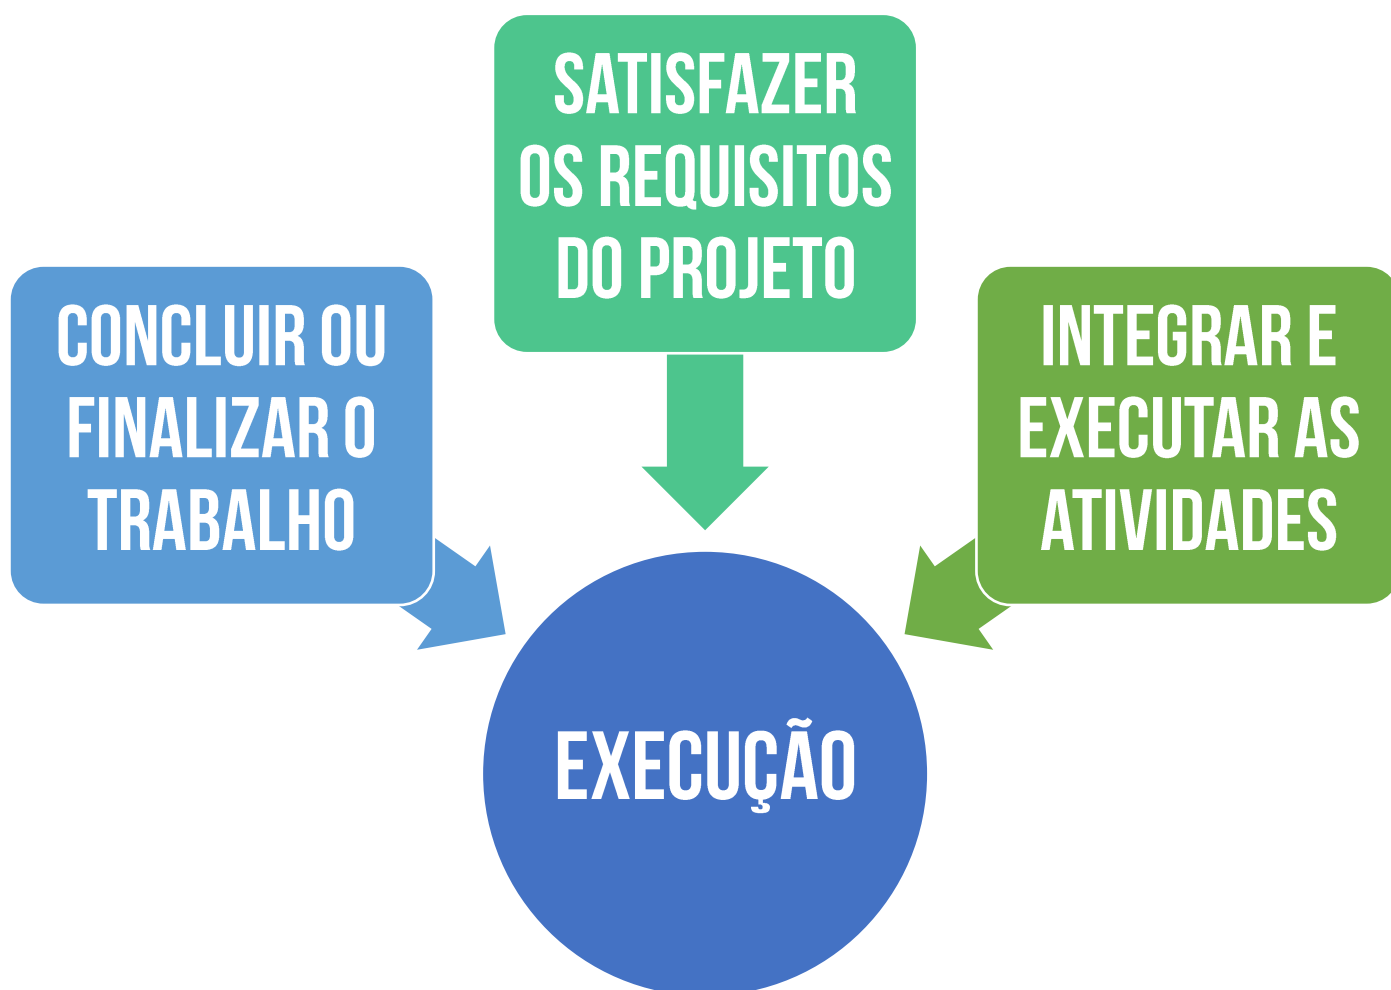 SATISFAZER
OS REQUISITOS
DO PROJETO
CONCLUIR OU
FINALIZAR O
TRABALHO
INTEGRAR E
EXECUTAR AS
ATIVIDADES
EXECUÇÃO